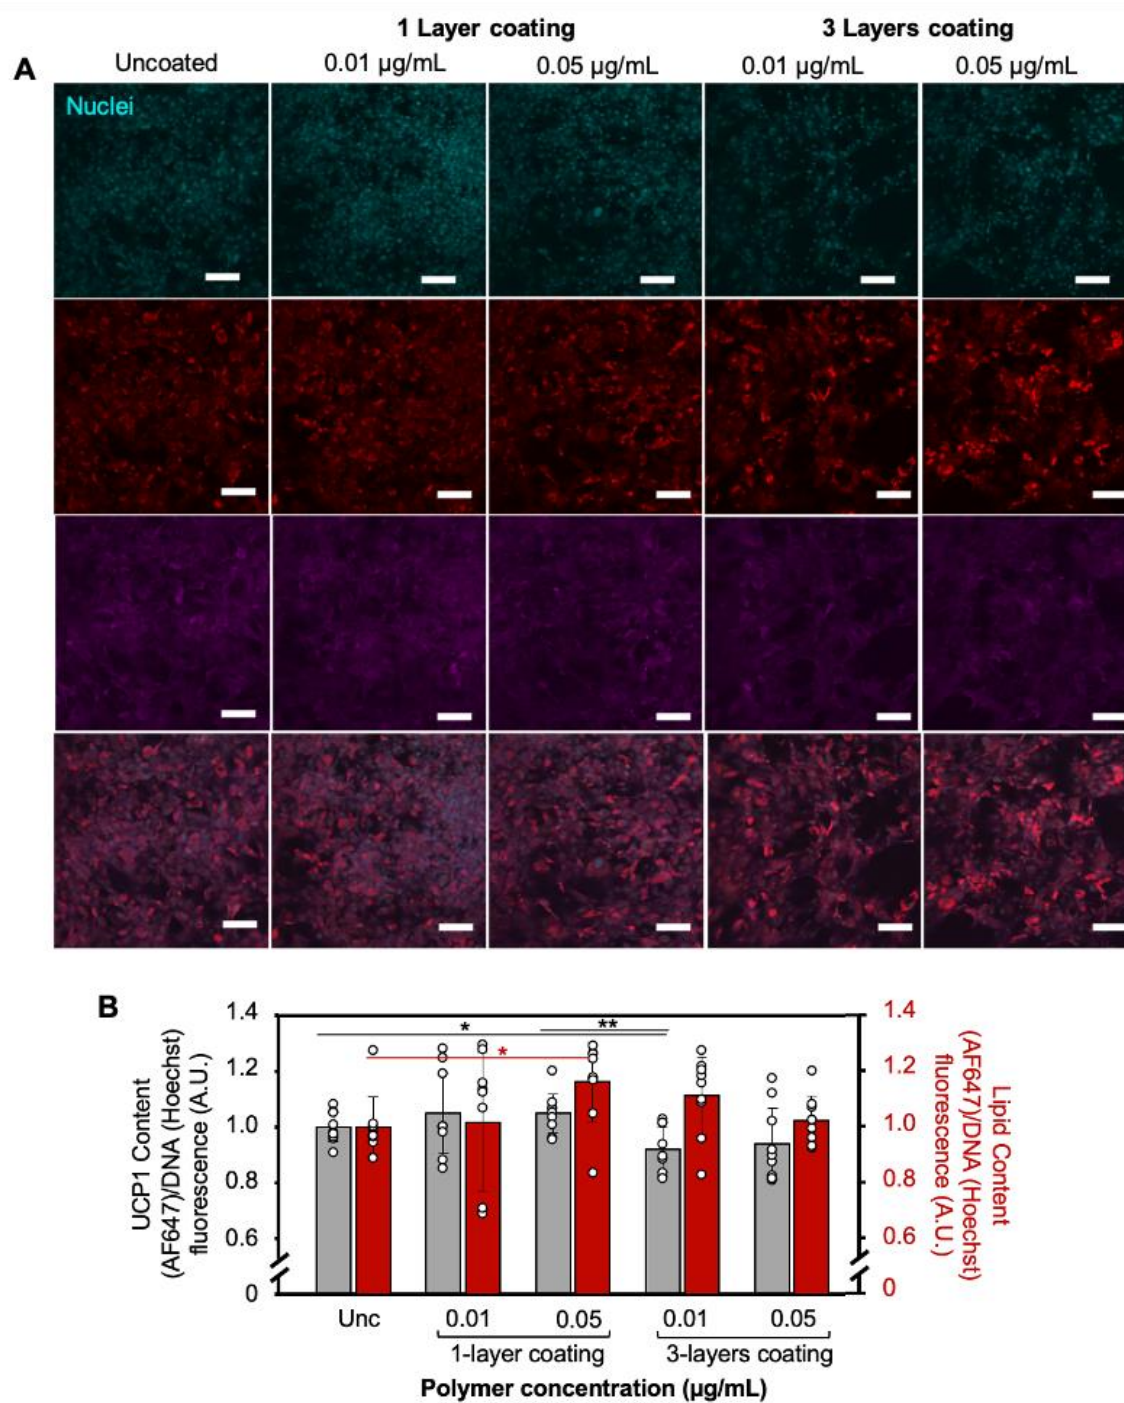 1 Layer coating 3 Layers coating
A Uncoated 0.01 µg/mL 0.05 µg/mL 0.01 µg/mL 0.05 µg/mL
Nuclei
B
UCP1 Content
(AF647)/DNA (Hoechst)
fluorescence (A.U.)
1.4
1.2
1.0
0.8
0.6
0
* ** *
1.4
1.2
1.0
0.8
0.6
0
Lipid Content
(AF647)/DNA (Hoechst)
fluorescence (A.U.)
Unc 0.01 0.05 0.01 0.05
1-layer coating 3-layers coating
Polymer concentration (µg/mL)